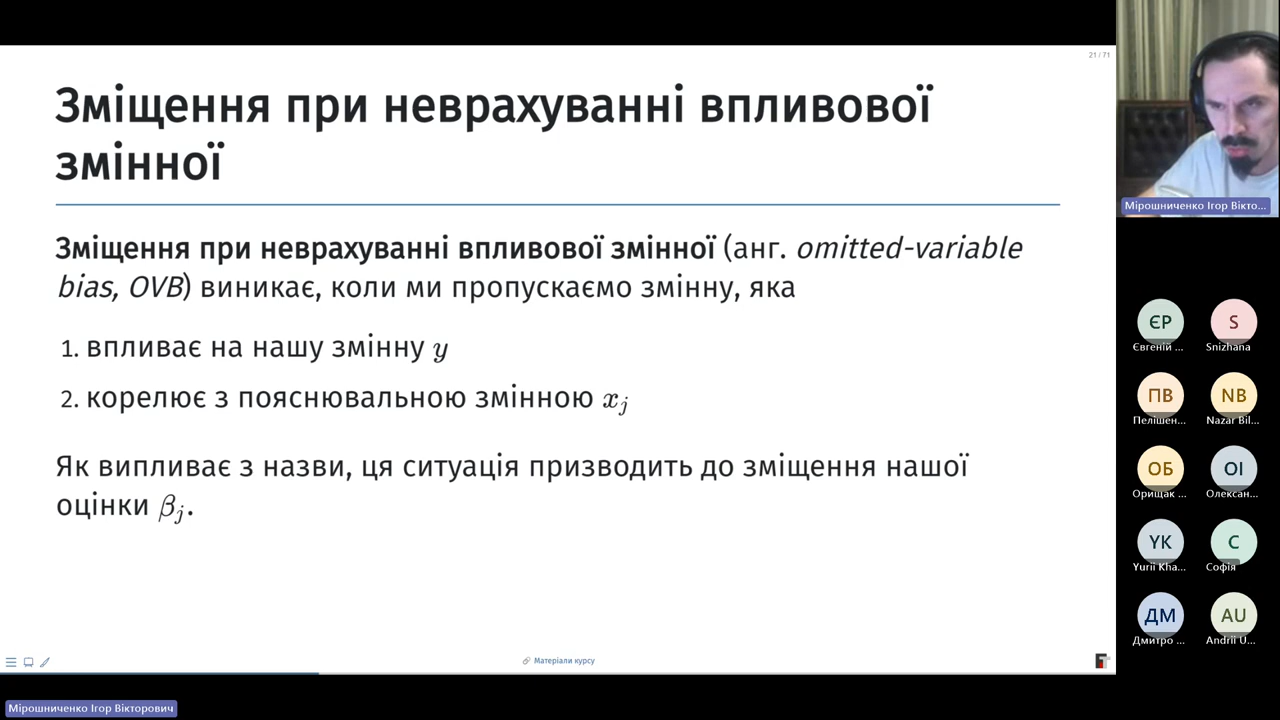 21 / 71
Зміщення при неврахуванні впливової
змінної
Зміщення при неврахуванні впливової змінної (анг. omitted-variable
bias, OVB) виникає, коли ми пропускаємо змінну, яка
1. впливає на нашу змінну y
2. корелює з пояснювальною змінною xⱼ
Як випливає з назви, ця ситуація призводить до зміщення нашої
оцінки βⱼ.
Матеріали курсу
Мірошниченко Ігор Вікто...
ЄР
Євгеній ...
S
Snizhana
ПВ
Пелішен...
NB
Nazar Bil...
ОБ
Орищак ...
ОІ
Олексан...
YK
Yurii Kha...
С
Софія
ДМ
Дмитро ...
AU
Andrii U...
Мірошниченко Ігор Вікторович